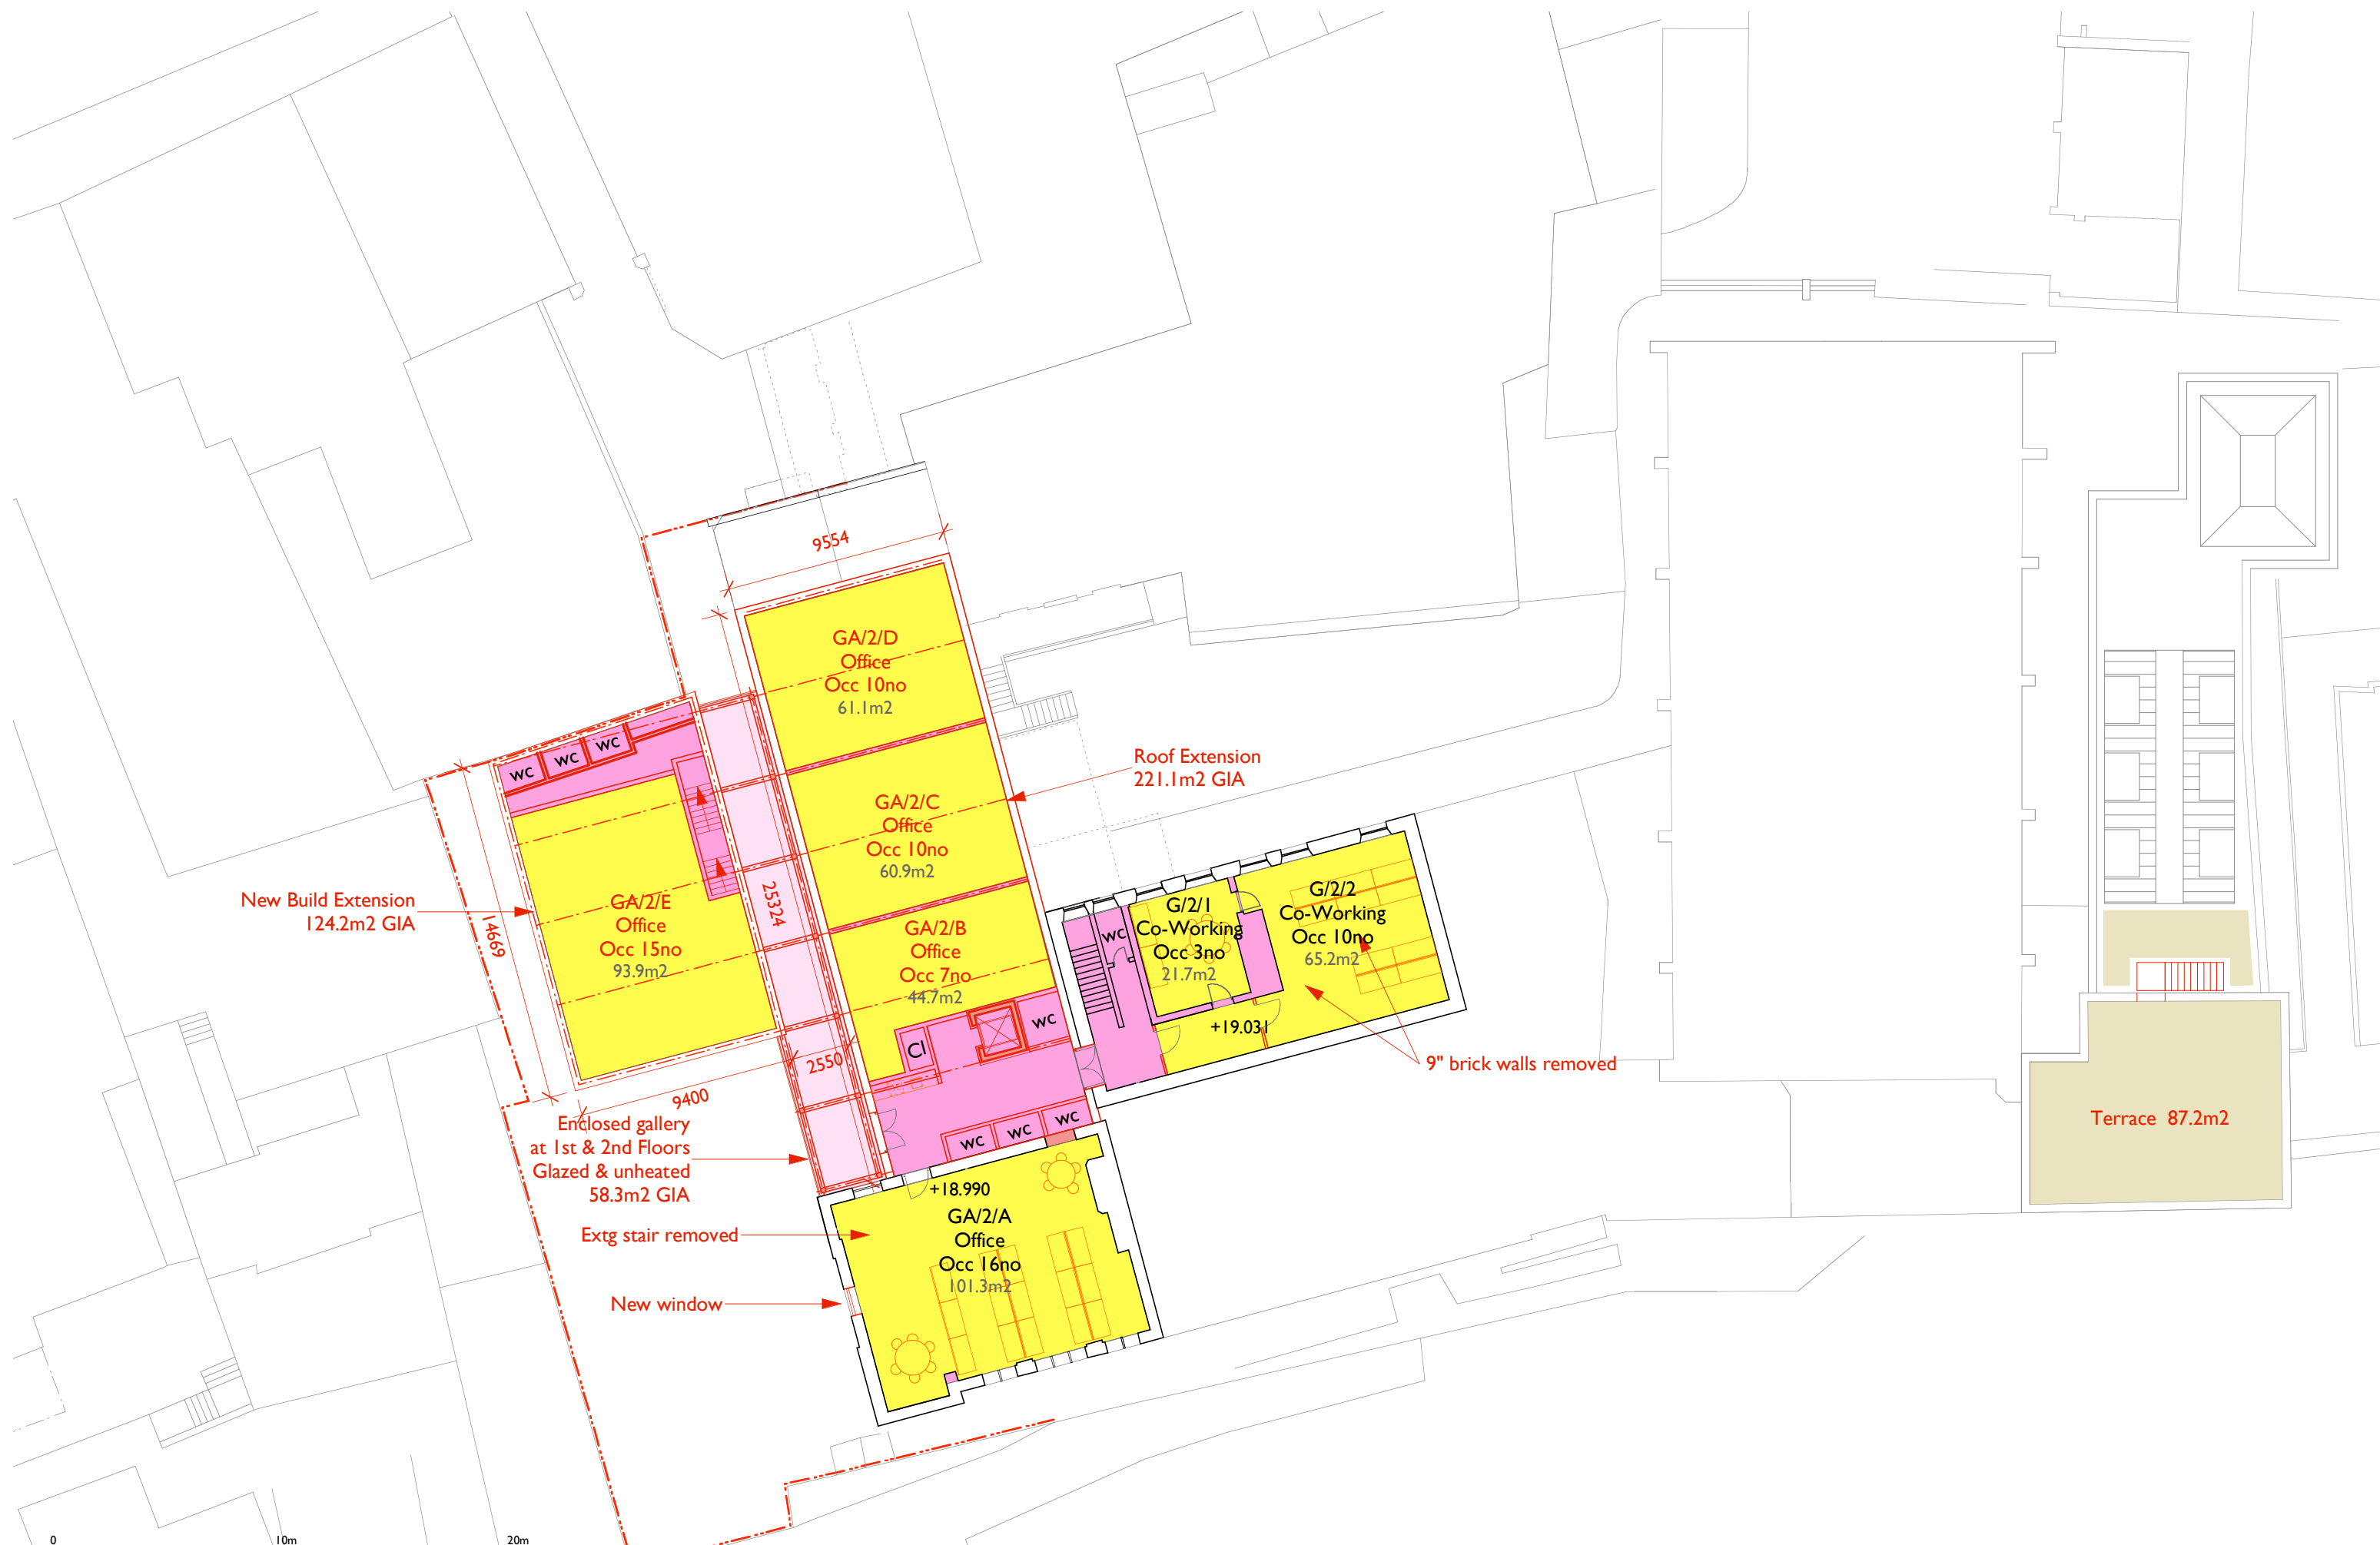 9554
GA/2/D
Office
Occ 10no
61.1m2
WC
WC
WC
Roof Extension
221.1m2 GIA
GA/2/C
Office
Occ 10no
60.9m2
New Build Extension
124.2m2 GIA
14669
GA/2/E
Office
Occ 15no
93.9m2
25324
GA/2/B
Office
Occ 7no
44.7m2
WC
G/2/1
Co-Working
Occ 3no
21.7m2
G/2/2
Co-Working
Occ 10no
65.2m2
WC
Cl
+19.031
9" brick walls removed
2550
9400
Enclosed gallery
at 1st & 2nd Floors
Glazed & unheated
58.3m2 GIA
WC
WC
WC
Terrace 87.2m2
+18.990
GA/2/A
Office
Occ 16no
101.3m2
Extg stair removed
New window
0
10m
20m